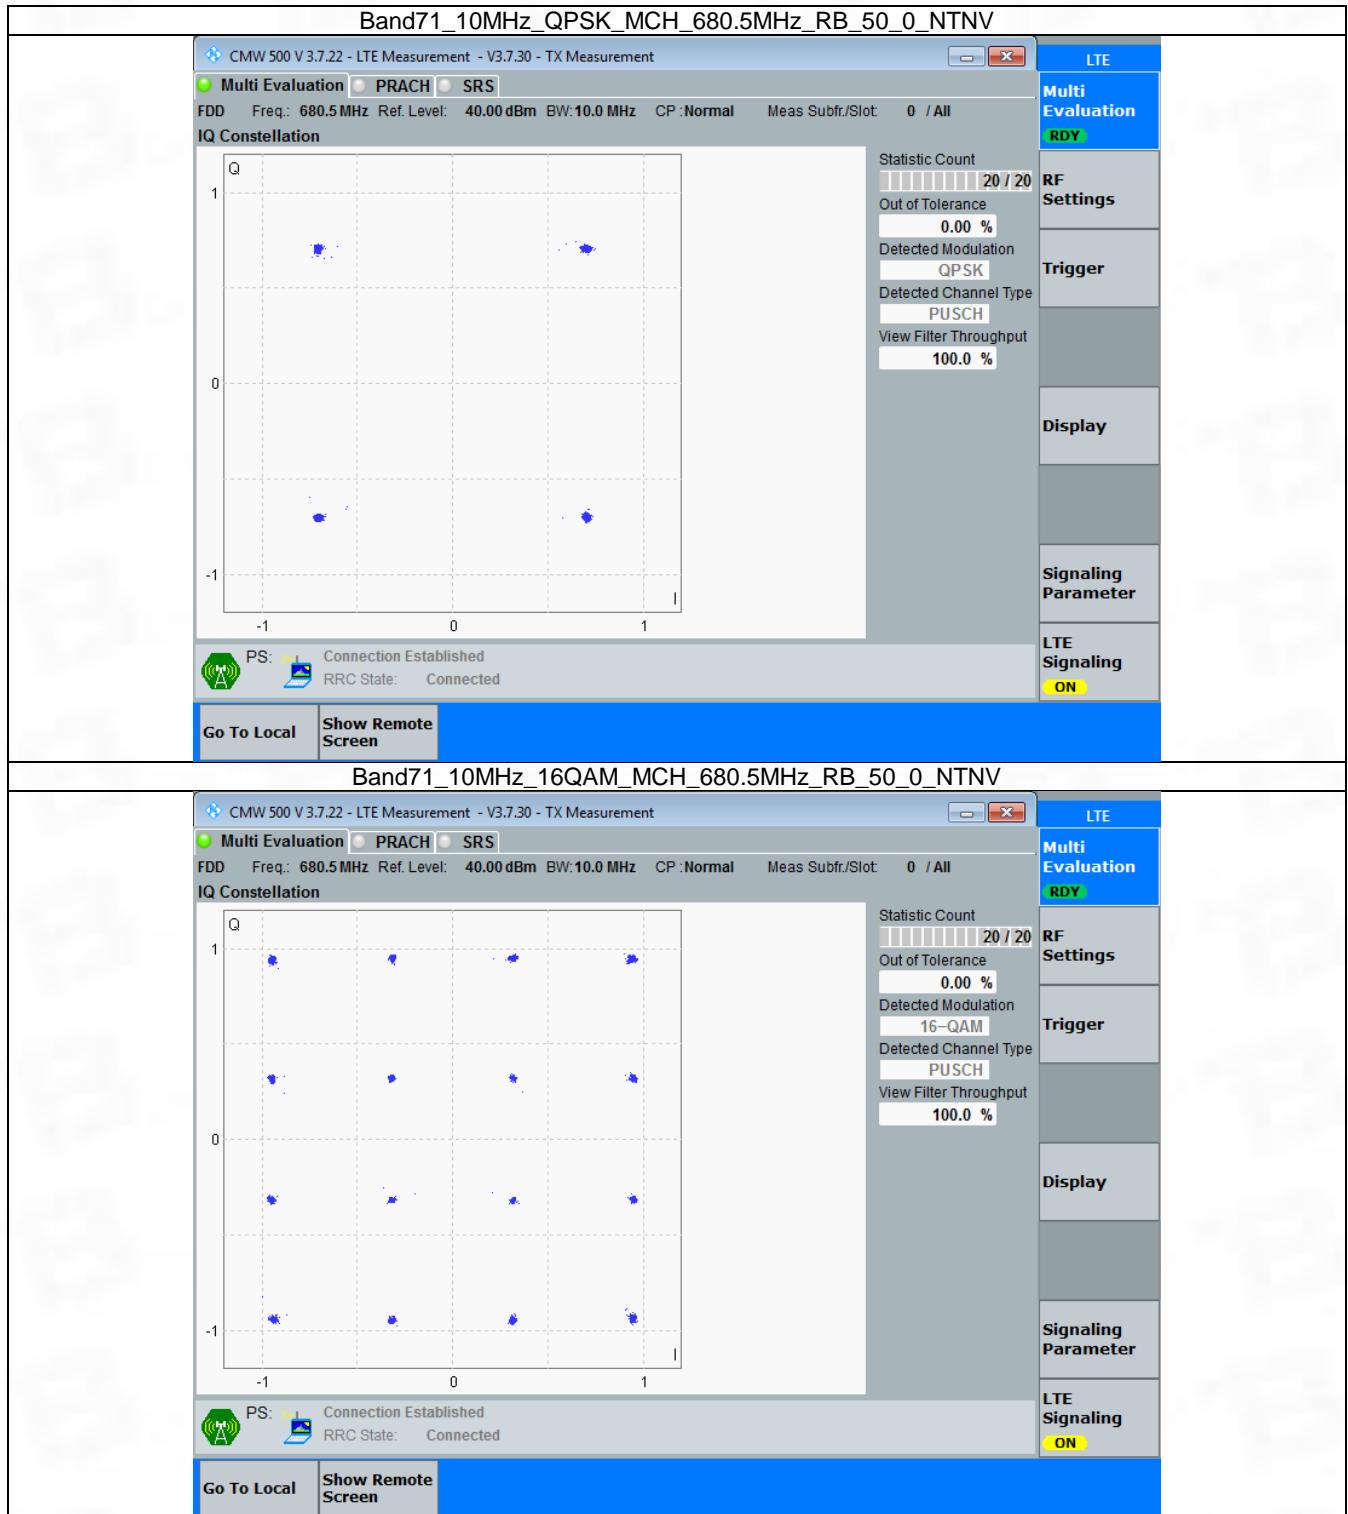 Band71_10MHz_QPSK_MCH_680.5MHz_RB_50_0_NTNV
CMW 500 V 3.7.22 - LTE Measurement - V3.7.30 - TX Measurement
LTE
Multi Evaluation PRACH SRS
Multi
Evaluation
RDY
FDD Freq.: 680.5 MHz Ref. Level: 40.00 dBm BW: 10.0 MHz CP : Normal Meas Subfr./Slot: 0 / All
IQ Constellation
Q
1
0
-1
I
-1 0 1
Statistic Count
20 / 20
Out of Tolerance
0.00 %
Detected Modulation
QPSK
Detected Channel Type
PUSCH
View Filter Throughput
100.0 %
RF
Settings
Trigger
Display
Signaling
Parameter
LTE
Signaling
ON
PS: Connection Established
RRC State: Connected
Go To Local
Show Remote
Screen
Band71_10MHz_16QAM_MCH_680.5MHz_RB_50_0_NTNV
CMW 500 V 3.7.22 - LTE Measurement - V3.7.30 - TX Measurement
LTE
Multi Evaluation PRACH SRS
Multi
Evaluation
RDY
FDD Freq.: 680.5 MHz Ref. Level: 40.00 dBm BW: 10.0 MHz CP : Normal Meas Subfr./Slot: 0 / All
IQ Constellation
Q
1
0
-1
I
-1 0 1
Statistic Count
20 / 20
Out of Tolerance
0.00 %
Detected Modulation
16-QAM
Detected Channel Type
PUSCH
View Filter Throughput
100.0 %
RF
Settings
Trigger
Display
Signaling
Parameter
LTE
Signaling
ON
PS: Connection Established
RRC State: Connected
Go To Local
Show Remote
Screen